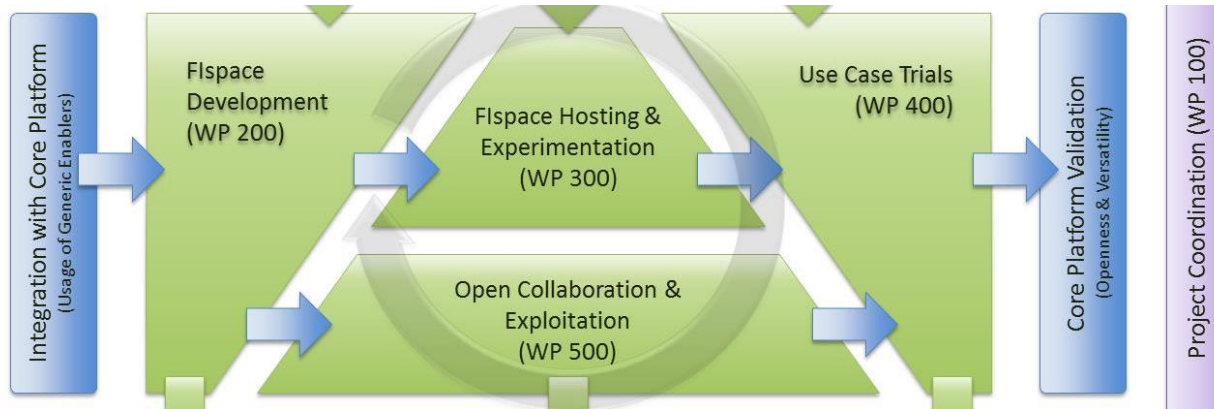 Integration with Core Platform
(Usage of Generic Enablers)
FIspace
Development
(WP 200)
FIspace Hosting &
Experimentation
(WP 300)
Use Case Trials
(WP 400)
Open Collaboration &
Exploitation
(WP 500)
Core Platform Validation
(Openness & Versatility)
Project Coordination (WP 100)